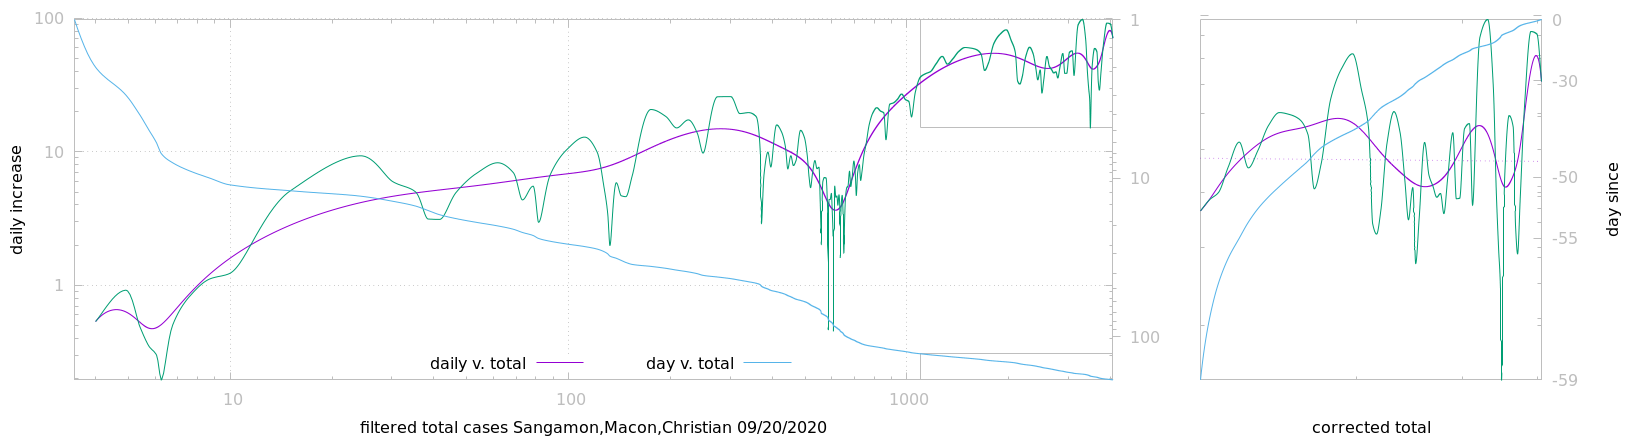 100
10
1
daily increase
10
100
1000
1
10
100
daily v. total
day v. total
filtered total cases Sangamon,Macon,Christian 09/20/2020
0
-30
-50
-55
-59
day since
corrected total